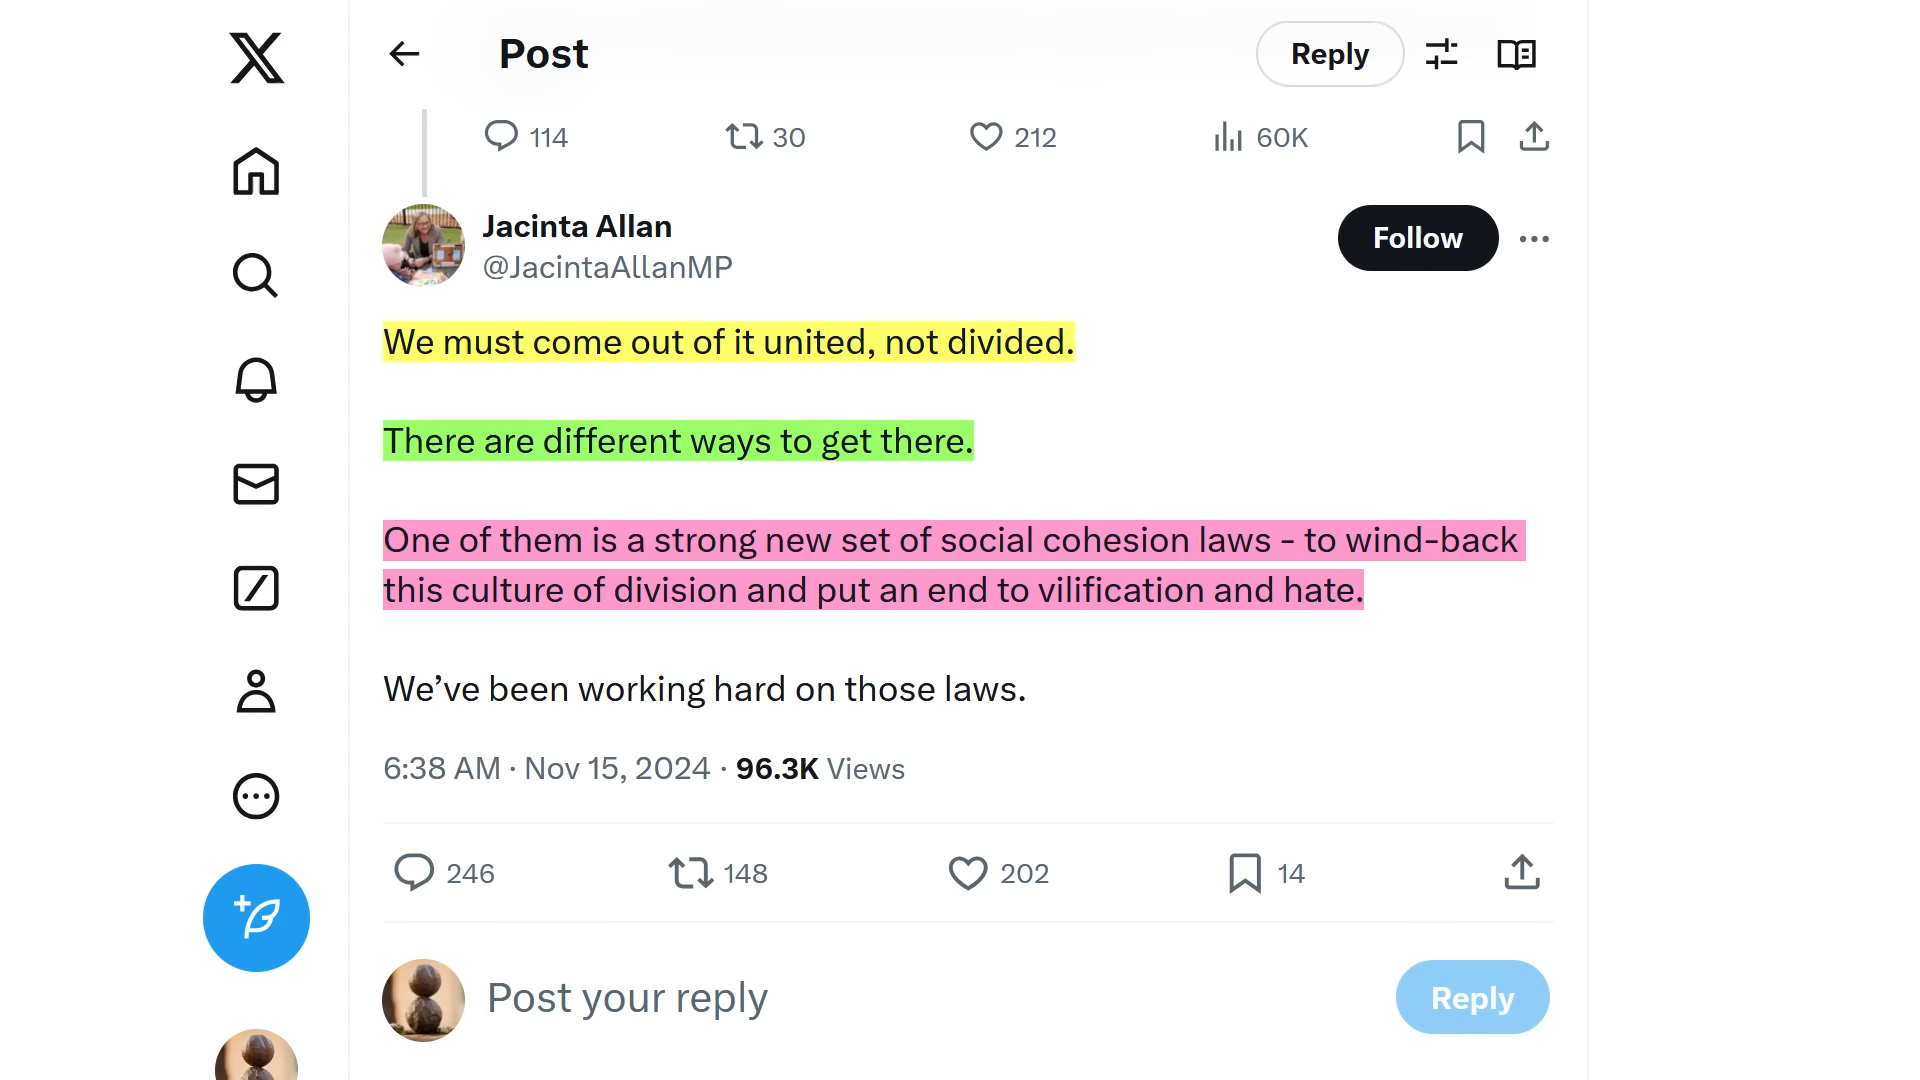 Post
Reply
114 30 212 60K
Jacinta Allan
@JacintaAllanMP
Follow
We must come out of it united, not divided.
There are different ways to get there.
One of them is a strong new set of social cohesion laws - to wind-back
this culture of division and put an end to vilification and hate.
We’ve been working hard on those laws.
6:38 AM · Nov 15, 2024 · 96.3K Views
246 148 202 14
Post your reply
Reply